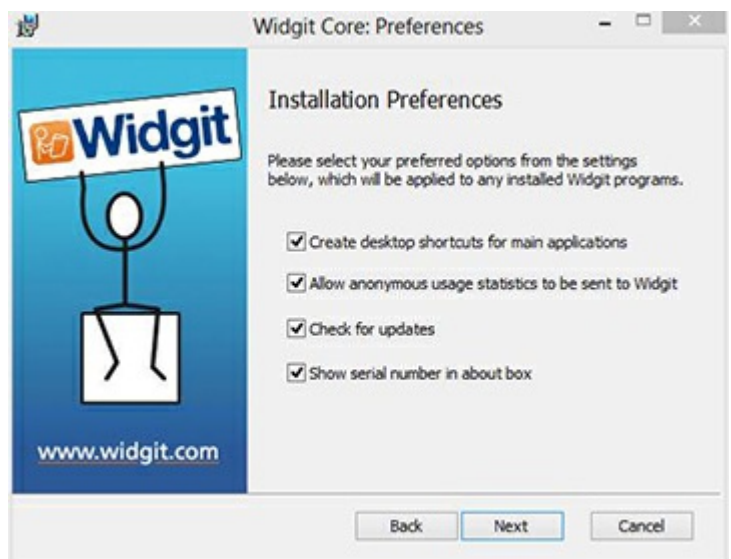 Widgit Core: Preferences
Widgit
Installation Preferences
Please select your preferred options from the settings
below, which will be applied to any installed Widgit programs.
Create desktop shortcuts for main applications
Allow anonymous usage statistics to be sent to Widgit
Check for updates
Show serial number in about box
www.widgit.com
Back
Next
Cancel